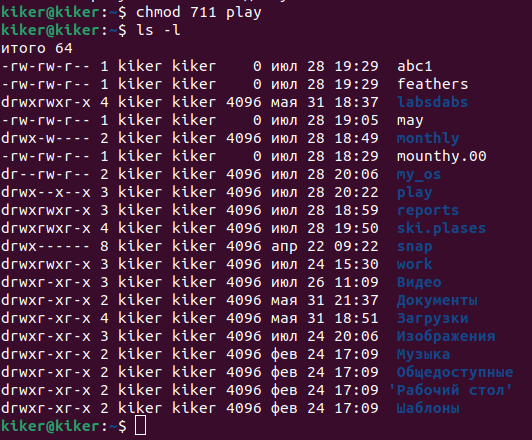 kiker@kiker:~$ chmod 711 play
kiker@kiker:~$ ls -l
итого 64
-rw-rw-r-- 1 kiker kiker    0 июл 28 19:29  abc1
-rw-rw-r-- 1 kiker kiker    0 июл 28 19:29  feathers
drwxrwxr-x 4 kiker kiker 4096 мая 31 18:37  labsdabs
-rw-rw-r-- 1 kiker kiker    0 июл 28 19:05  may
drwx-w---- 2 kiker kiker 4096 июл 28 18:49  monthly
-rw-rw-r-- 1 kiker kiker    0 июл 28 18:29  mounthy.00
dr--rw-r-- 2 kiker kiker 4096 июл 28 20:06  my_os
drwx--x--x 3 kiker kiker 4096 июл 28 20:22  play
drwxrwxr-x 3 kiker kiker 4096 июл 28 18:59  reports
drwxrwxr-x 4 kiker kiker 4096 июл 28 19:50  ski.plases
drwx------ 8 kiker kiker 4096 апр 22 09:22  snap
drwxrwxr-x 3 kiker kiker 4096 июл 24 15:30  work
drwxr-xr-x 3 kiker kiker 4096 июл 26 11:09  Видео
drwxr-xr-x 2 kiker kiker 4096 мая 31 21:37  Документы
drwxr-xr-x 4 kiker kiker 4096 мая 31 18:51  Загрузки
drwxr-xr-x 3 kiker kiker 4096 июл 24 20:06  Изображения
drwxr-xr-x 2 kiker kiker 4096 фев 24 17:09  Музыка
drwxr-xr-x 2 kiker kiker 4096 фев 24 17:09  Общедоступные
drwxr-xr-x 2 kiker kiker 4096 фев 24 17:09 'Рабочий стол'
drwxr-xr-x 2 kiker kiker 4096 фев 24 17:09  Шаблоны
kiker@kiker:~$